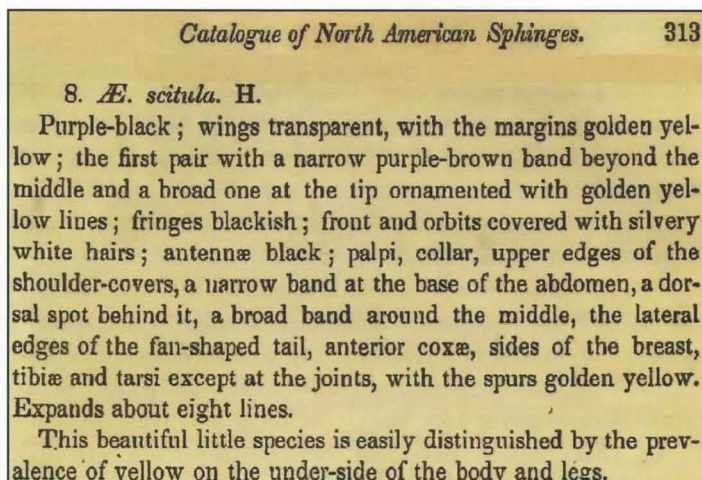 Catalogue of North American Sphinges. 313
8. Æ. scitula. H.
Purple-black ; wings transparent, with the margins golden yel-
low ; the first pair with a narrow purple-brown band beyond the
middle and a broad one at the tip ornamented with golden yel-
low lines ; fringes blackish ; front and orbits covered with silvery
white hairs ; antennæ black ; palpi, collar, upper edges of the
shoulder-covers, a narrow band at the base of the abdomen, a dor-
sal spot behind it, a broad band around the middle, the lateral
edges of the fan-shaped tail, anterior coxæ, sides of the breast,
tibiæ and tarsi except at the joints, with the spurs golden yellow.
Expands about eight lines.
This beautiful little species is easily distinguished by the prev-
alence of yellow on the under-side of the body and legs.